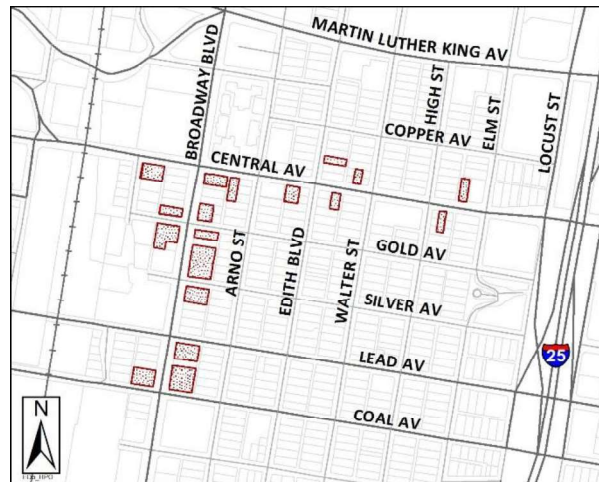 MARTIN LUTHER KING AV
BROADWAY BLVD
HIGH ST
ELM ST
LOCUST ST
COPPER AV
CENTRAL AV
ARNO ST
EDITH BLVD
WALTER ST
GOLD AV
SILVER AV
25
LEAD AV
COAL AV
N